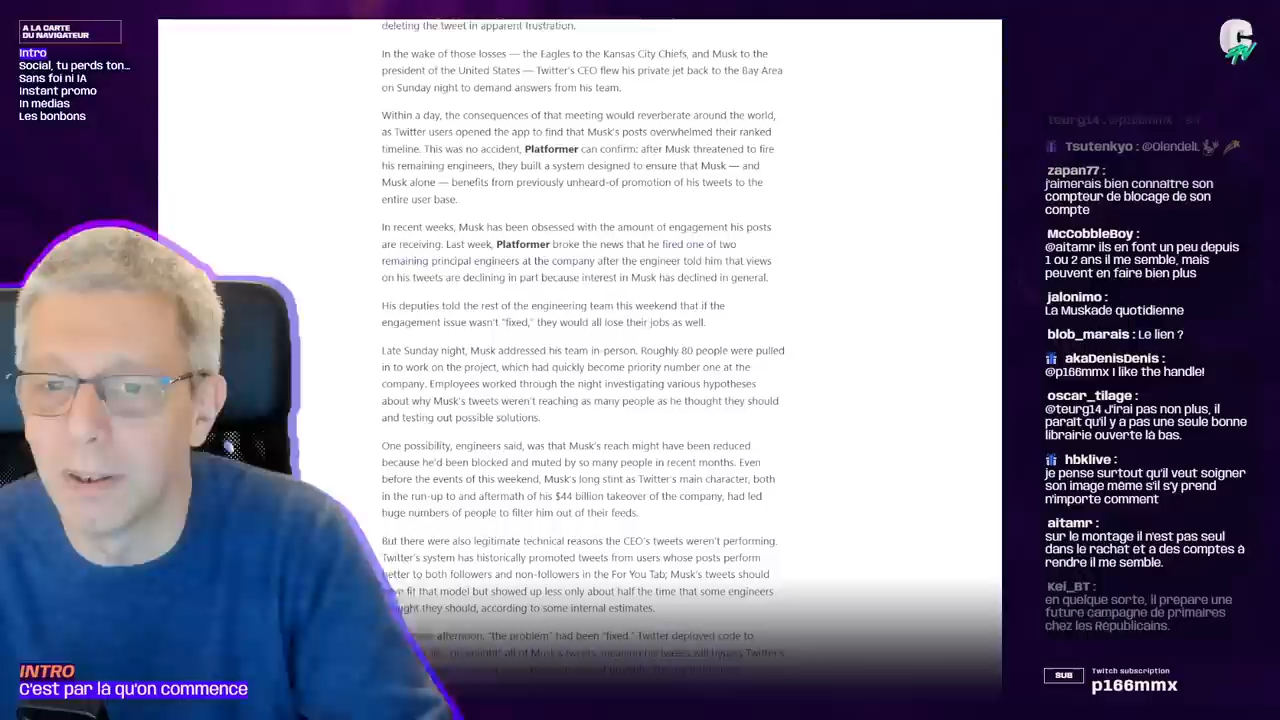 A LA CARTE
DU NAVIGATEUR
Intro
Social, tu perds ton...
Sans foi ni IA
Instant promo
In medias
Les bonbons
deleting the tweet in apparent frustration.
In the wake of those losses — the Eagles to the Kansas City Chiefs, and Musk to the
president of the United States — Twitter's CEO flew his private jet back to the Bay Area
on Sunday night to demand answers from his team.
Within a day, the consequences of that meeting would reverberate around the world,
as Twitter users opened the app to find that Musk's posts overwhelmed their ranked
timeline. This was no accident, Platformer can confirm: after Musk threatened to fire
his remaining engineers, they built a system designed to ensure that Musk — and
Musk alone — benefits from previously unheard-of promotion of his tweets to the
entire user base.
In recent weeks, Musk has been obsessed with the amount of engagement his posts
are receiving. Last week, Platformer broke the news that he fired one of two
remaining principal engineers at the company after the engineer told him that views
on his tweets are declining in part because interest in Musk has declined in general.
His deputies told the rest of the engineering team this weekend that if the
engagement issue wasn't "fixed," they would all lose their jobs as well.
Late Sunday night, Musk addressed his team in-person. Roughly 80 people were pulled
in to work on the project, which had quickly become priority number one at the
company. Employees worked through the night investigating various hypotheses
about why Musk's tweets weren't reaching as many people as he thought they should
and testing out possible solutions.
One possibility, engineers said, was that Musk's reach might have been reduced
because he'd been blocked and muted by so many people in recent months. Even
before the events of this weekend, Musk's long stint as Twitter's main character, both
in the run-up to and aftermath of his $44 billion takeover of the company, had led
huge numbers of people to filter him out of their feeds.
But there were also legitimate technical reasons the CEO's tweets weren't performing.
Twitter's system has historically promoted tweets from users whose posts perform
better to both followers and non-followers in the For You Tab; Musk's tweets should
fit that model but showed up less only about half the time that some engineers
they should, according to some internal estimates.
afternoon, "the problem" had been "fixed." Twitter deployed code to
all of Musk's tweets, meaning his tweets will bypass Twitter's
teurg14 : @p166mmx
Tsutenkyo : @OlendelL
zapan77 :
j'aimerais bien connaître son
compteur de blocage de son
compte
McCobbleBoy :
@aitamr ils en font un peu depuis
1 ou 2 ans il me semble, mais
peuvent en faire bien plus
jalonimo :
La Muskade quotidienne
blob_marais : Le lien ?
akaDenisDenis :
@p166mmx I like the handle!
oscar_tilage :
@teurg14 J'irai pas non plus, il
paraît qu'il y a pas une seule bonne
librairie ouverte là bas.
hbklive :
je pense surtout qu'il veut soigner
son image même s'il s'y prend
n'importe comment
aitamr :
sur le montage il n'est pas seul
dans le rachat et a des comptes à
rendre il me semble.
Kei_BT :
en quelque sorte, il prepare une
future campagne de primaires
chez les Républicains.
INTRO
C'est par là qu'on commence
SUB
Twitch subscription
p166mmx